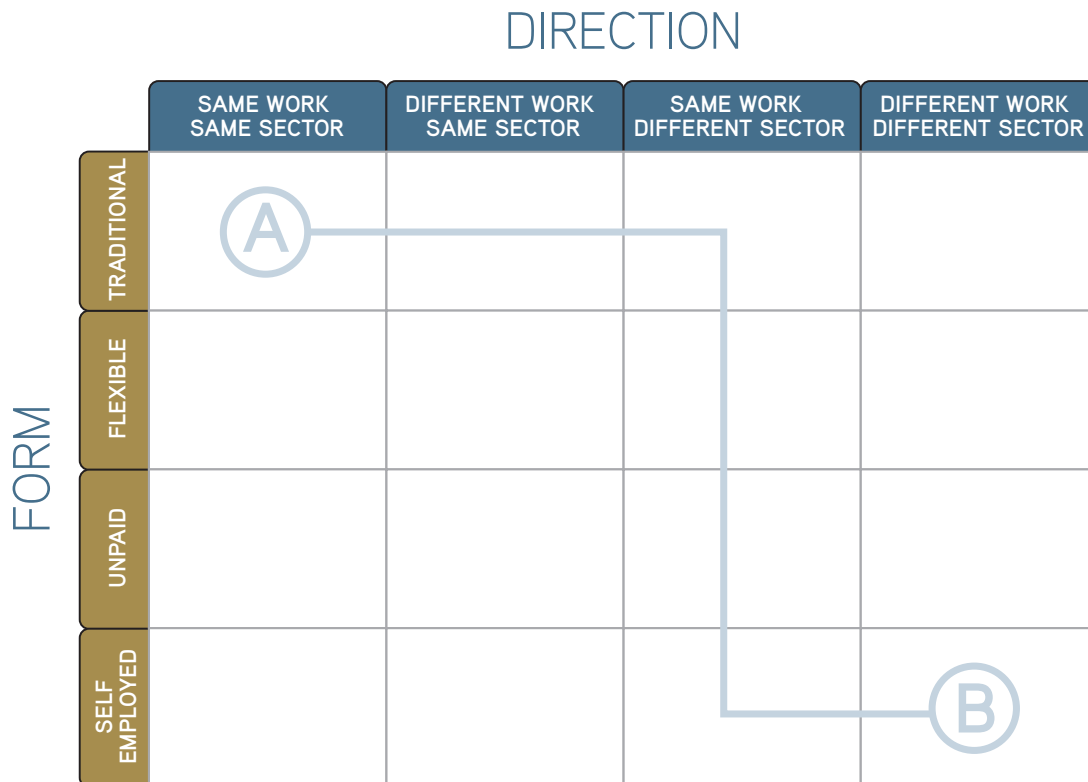 DIRECTION
SAME WORK
SAME SECTOR
DIFFERENT WORK
SAME SECTOR
SAME WORK
DIFFERENT SECTOR
DIFFERENT WORK
DIFFERENT SECTOR
FORM
TRADITIONAL
A
FLEXIBLE
UNPAID
SELF
EMPLOYED
B